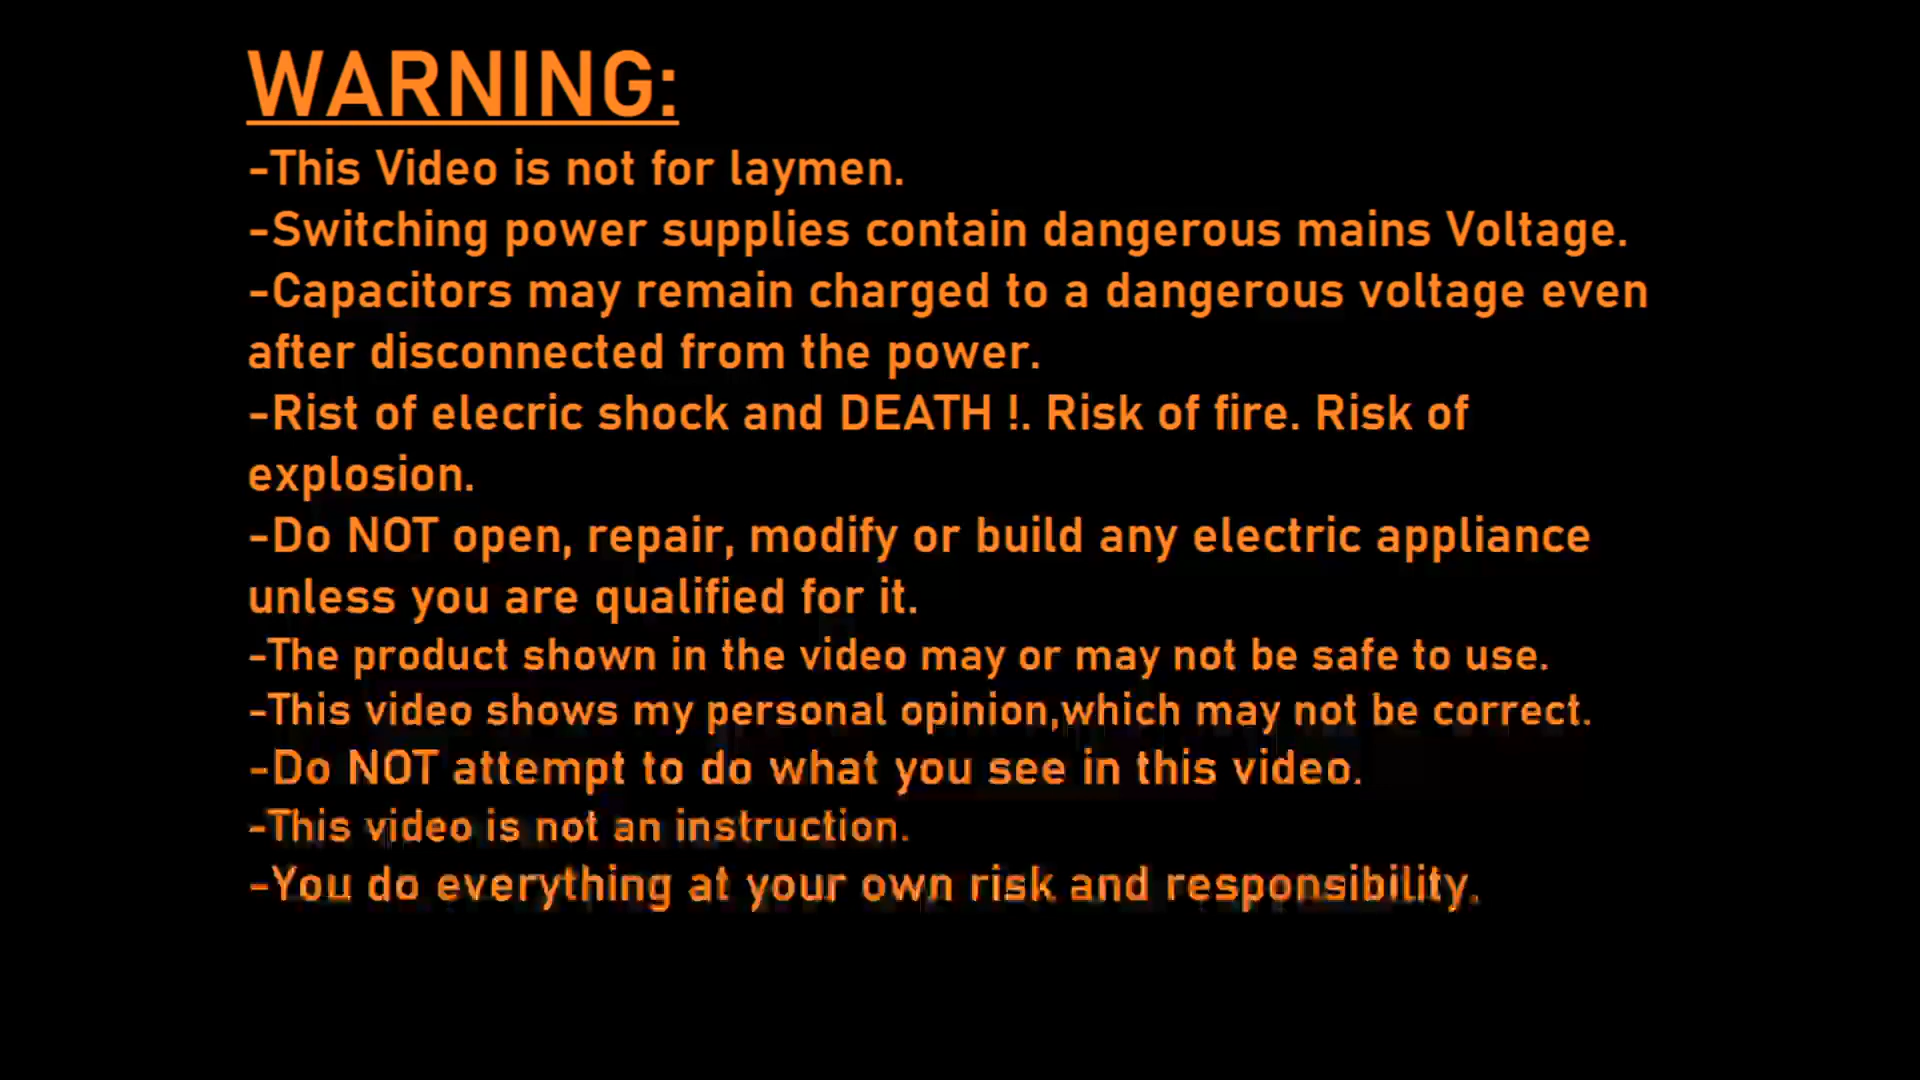 WARNING:
-This Video is not for laymen.
-Switching power supplies contain dangerous mains Voltage.
-Capacitors may remain charged to a dangerous voltage even
after disconnected from the power.
-Rist of elecric shock and DEATH !. Risk of fire. Risk of
explosion.
-Do NOT open, repair, modify or build any electric appliance
unless you are qualified for it.
-The product shown in the video may or may not be safe to use.
-This video shows my personal opinion,which may not be correct.
-Do NOT attempt to do what you see in this video.
-This video is not an instruction.
-You do everything at your own risk and responsibility.